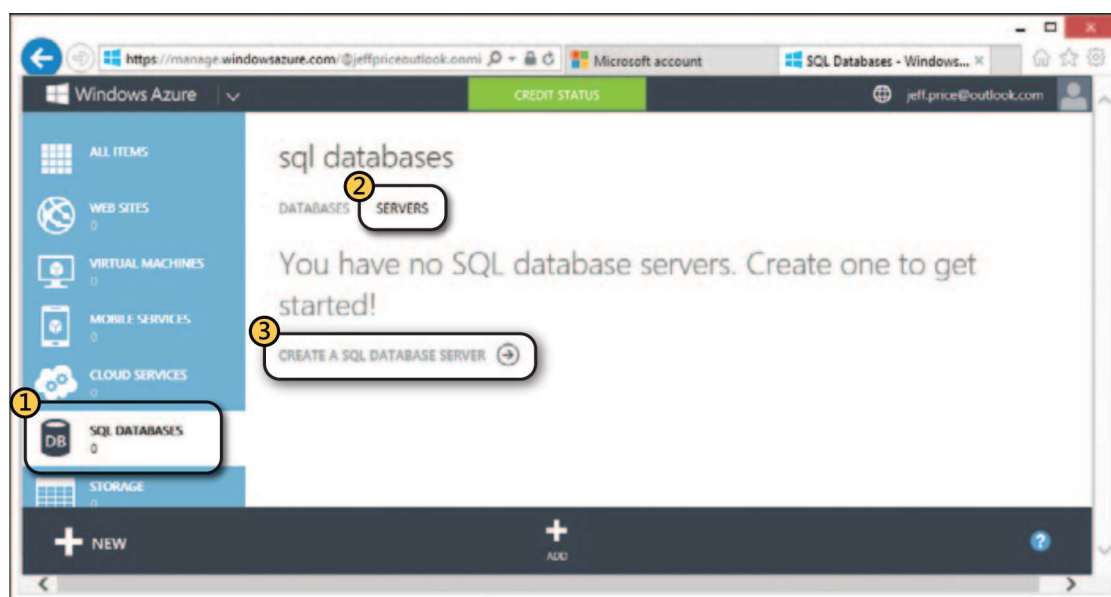 https://manage.windowsazure.com/@jeffpriceoutlook.onmi
Microsoft account
SQL Databases - Windows...
Windows Azure
CREDIT STATUS
jeff.price@outlook.com
ALL ITEMS
WEB SITES
0
VIRTUAL MACHINES
0
MOBILE SERVICES
0
CLOUD SERVICES
0
1
DB
SQL DATABASES
0
STORAGE
0
sql databases
2
DATABASES SERVERS
You have no SQL database servers. Create one to get
started!
3
CREATE A SQL DATABASE SERVER
NEW
ADD
?